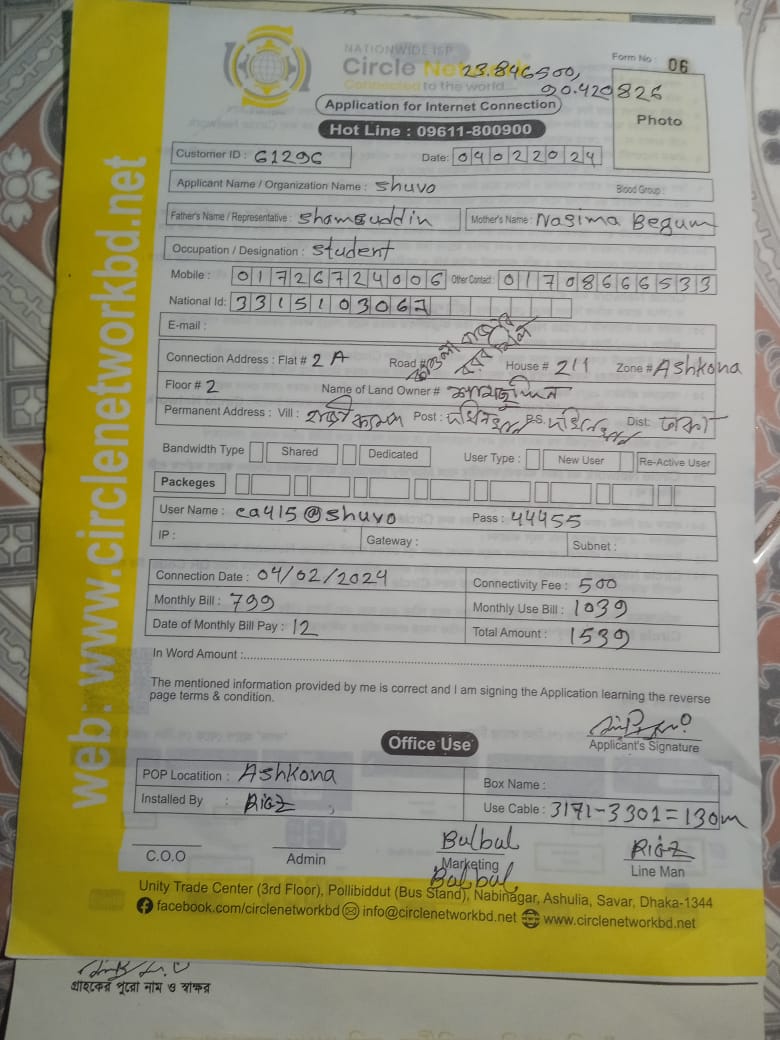 NATIONWIDE ISP
Circle Network
23.846500,
90.420826
Connected to the world...
Form No : 06
Photo
Application for Internet Connection
Hot Line : 09611-800900
Customer ID : 61296
Date: 04022024
Applicant Name / Organization Name : Shuvo Blood Group :
Father's Name / Representative : Shamsuddin Mother's Name : Nasima Begum
Occupation / Designation : Student
Mobile : 01726724006 Other Contact : 01708666533
National Id: 3315103067
E-mail :
Connection Address : Flat # 2A Road # House # 211 Zone # Ashkona
Floor # 2 Name of Land Owner #
Permanent Address : Vill : Post : P.S. Dist: ঢাকা
Bandwidth Type Shared Dedicated User Type : New User Re-Active User
Packeges
User Name : ca415@shuvo Pass : 44455
IP : Gateway : Subnet :
Connection Date : 04/02/2024 Connectivity Fee : 500
Monthly Bill : 799 Monthly Use Bill : 1039
Date of Monthly Bill Pay : 12 Total Amount : 1539
In Word Amount :
The mentioned information provided by me is correct and I am signing the Application learning the reverse
page terms & condition.
Office Use
Applicant's Signature
POP Locatition : Ashkona Box Name :
Installed By : RiaZ Use Cable : 3171-3301=130m
Bulbul RiaZ
C.O.O Admin Marketing Line Man
Bulbul
Unity Trade Center (3rd Floor), Pollibiddut (Bus Stand), Nabinagar, Ashulia, Savar, Dhaka-1344
facebook.com/circlenetworkbd info@circlenetworkbd.net www.circlenetworkbd.net
web: www.circlenetworkbd.net
গ্রাহকের পুরো নাম ও স্বাক্ষর